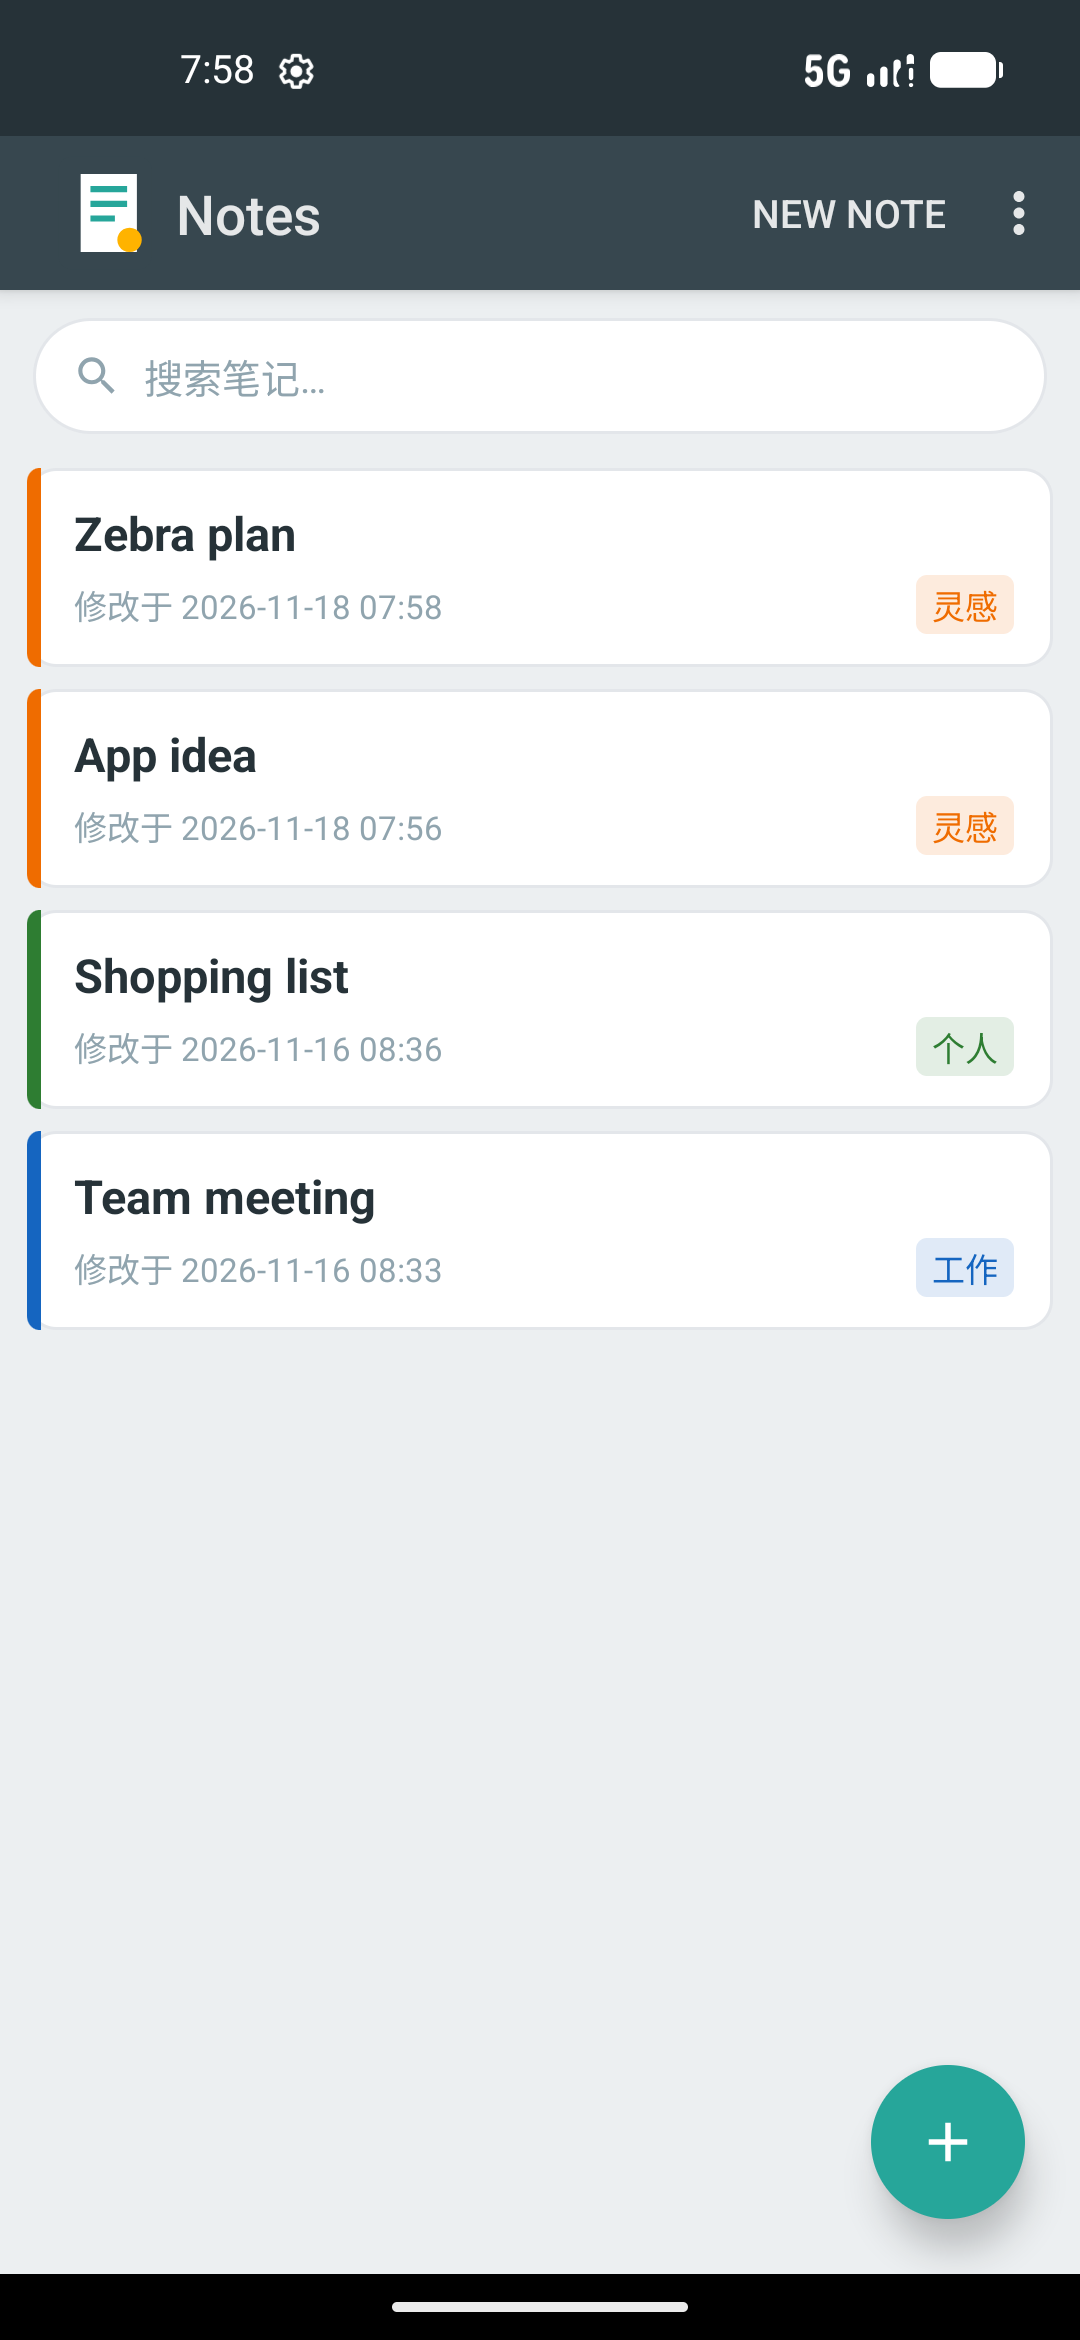 7:58 5G
Notes NEW NOTE
搜索笔记...
Zebra plan
修改于 2026-11-18 07:58 灵感
App idea
修改于 2026-11-18 07:56 灵感
Shopping list
修改于 2026-11-16 08:36 个人
Team meeting
修改于 2026-11-16 08:33 工作